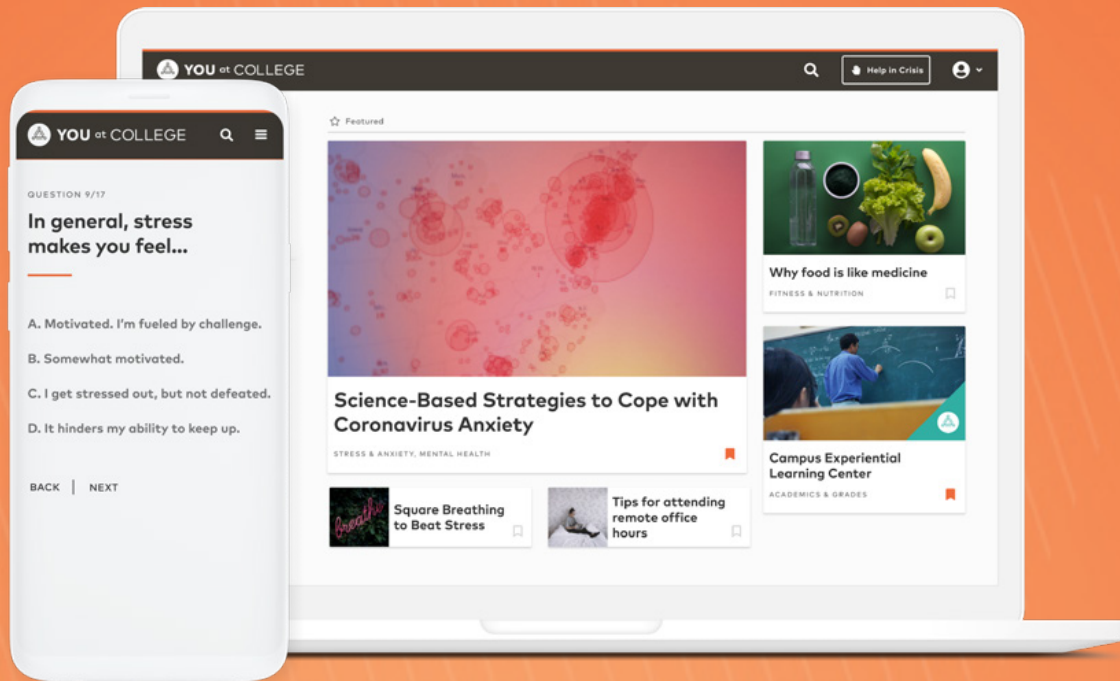 YOU at COLLEGE
QUESTION 9/17
In general, stress
makes you feel...
A. Motivated. I'm fueled by challenge.
B. Somewhat motivated.
C. I get stressed out, but not defeated.
D. It hinders my ability to keep up.
BACK | NEXT
YOU at COLLEGE
Help in Crisis
Featured
Science-Based Strategies to Cope with
Coronavirus Anxiety
STRESS & ANXIETY, MENTAL HEALTH
breathe
Square Breathing
to Beat Stress
Tips for attending
remote office
hours
Why food is like medicine
FITNESS & NUTRITION
Campus Experiential
Learning Center
ACADEMICS & GRADES